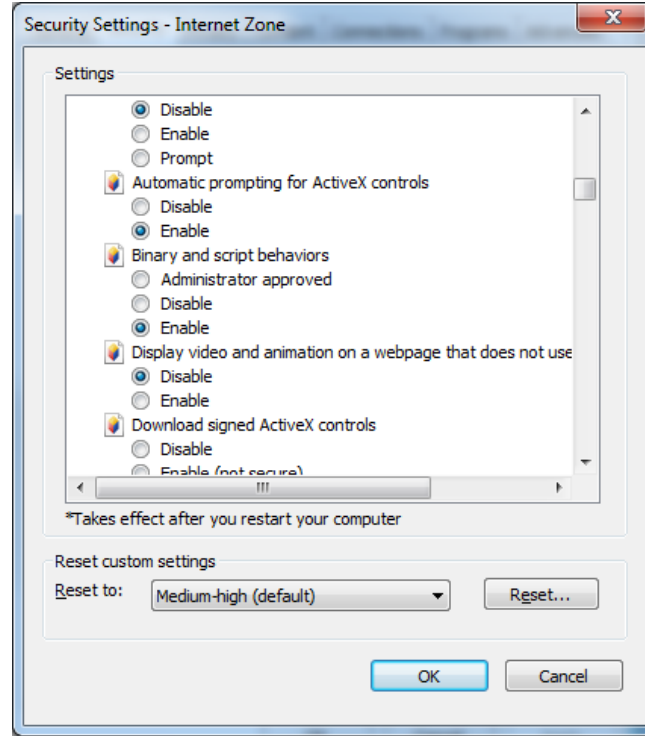 Security Settings - Internet Zone
Settings
Disable
Enable
Prompt
Automatic prompting for ActiveX controls
Disable
Enable
Binary and script behaviors
Administrator approved
Disable
Enable
Display video and animation on a webpage that does not use
Disable
Enable
Download signed ActiveX controls
Disable
Enable (not secure)
*Takes effect after you restart your computer
Reset custom settings
Reset to: Medium-high (default) Reset...
OK Cancel